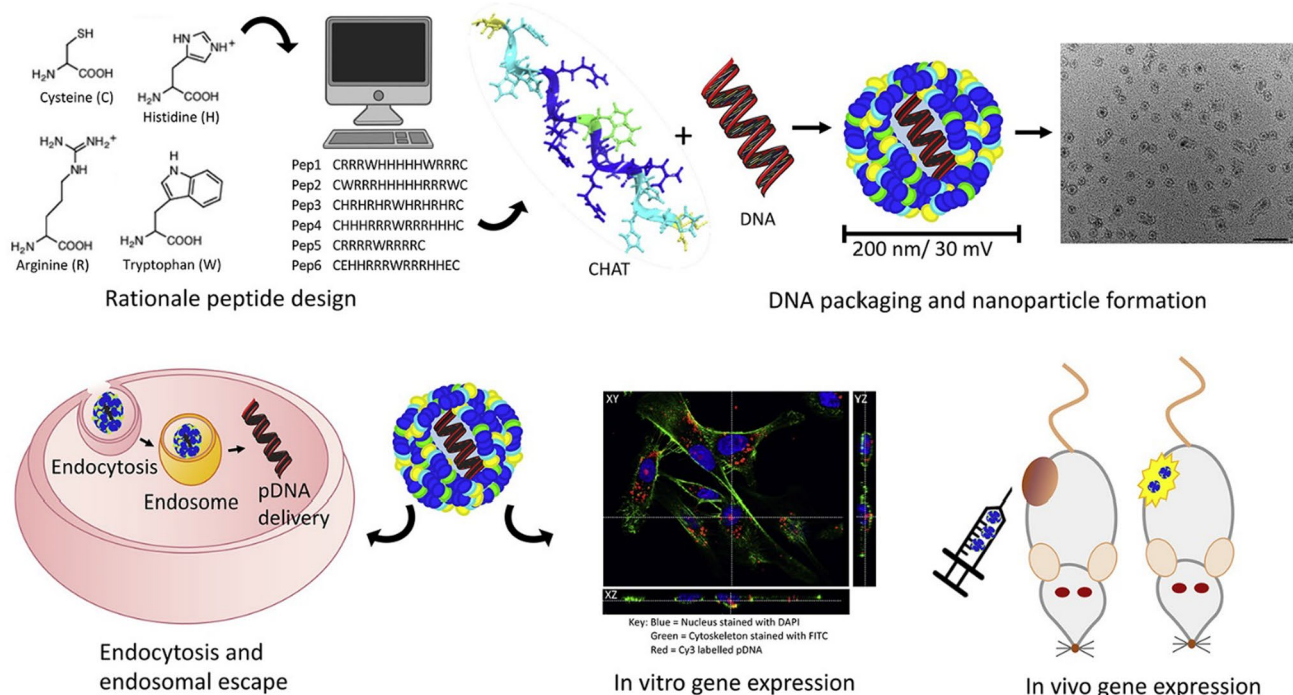 SH
H₂N
COOH
Cysteine (C)
HN
NH⁺
H₂N
COOH
Histidine (H)
H₂N
NH₂⁺
NH
H₂N
COOH
Arginine (R)
H
N
H₂N
COOH
Tryptophan (W)
Pep1 CRRRWHHHHHWRRRC
Pep2 CWRRRHHHHHRRRWC
Pep3 CHRHRHRWHRHRHRC
Pep4 CHHHRRRWRRRHHHC
Pep5 CRRRRWRRRRC
Pep6 CEHHRRRWRRRHHEC
Rationale peptide design
CHAT
+
DNA
200 nm/ 30 mV
DNA packaging and nanoparticle formation
Endocytosis
Endosome
pDNA
delivery
Endocytosis and
endosomal escape
XY
YZ
XZ
Key: Blue = Nucleus stained with DAPI
Green = Cytoskeleton stained with FITC
Red = Cy3 labelled pDNA
In vitro gene expression
In vivo gene expression